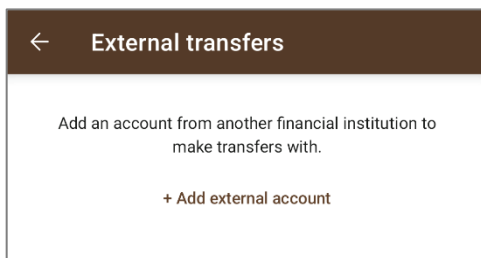 External transfers
Add an account from another financial institution to
make transfers with.
+ Add external account